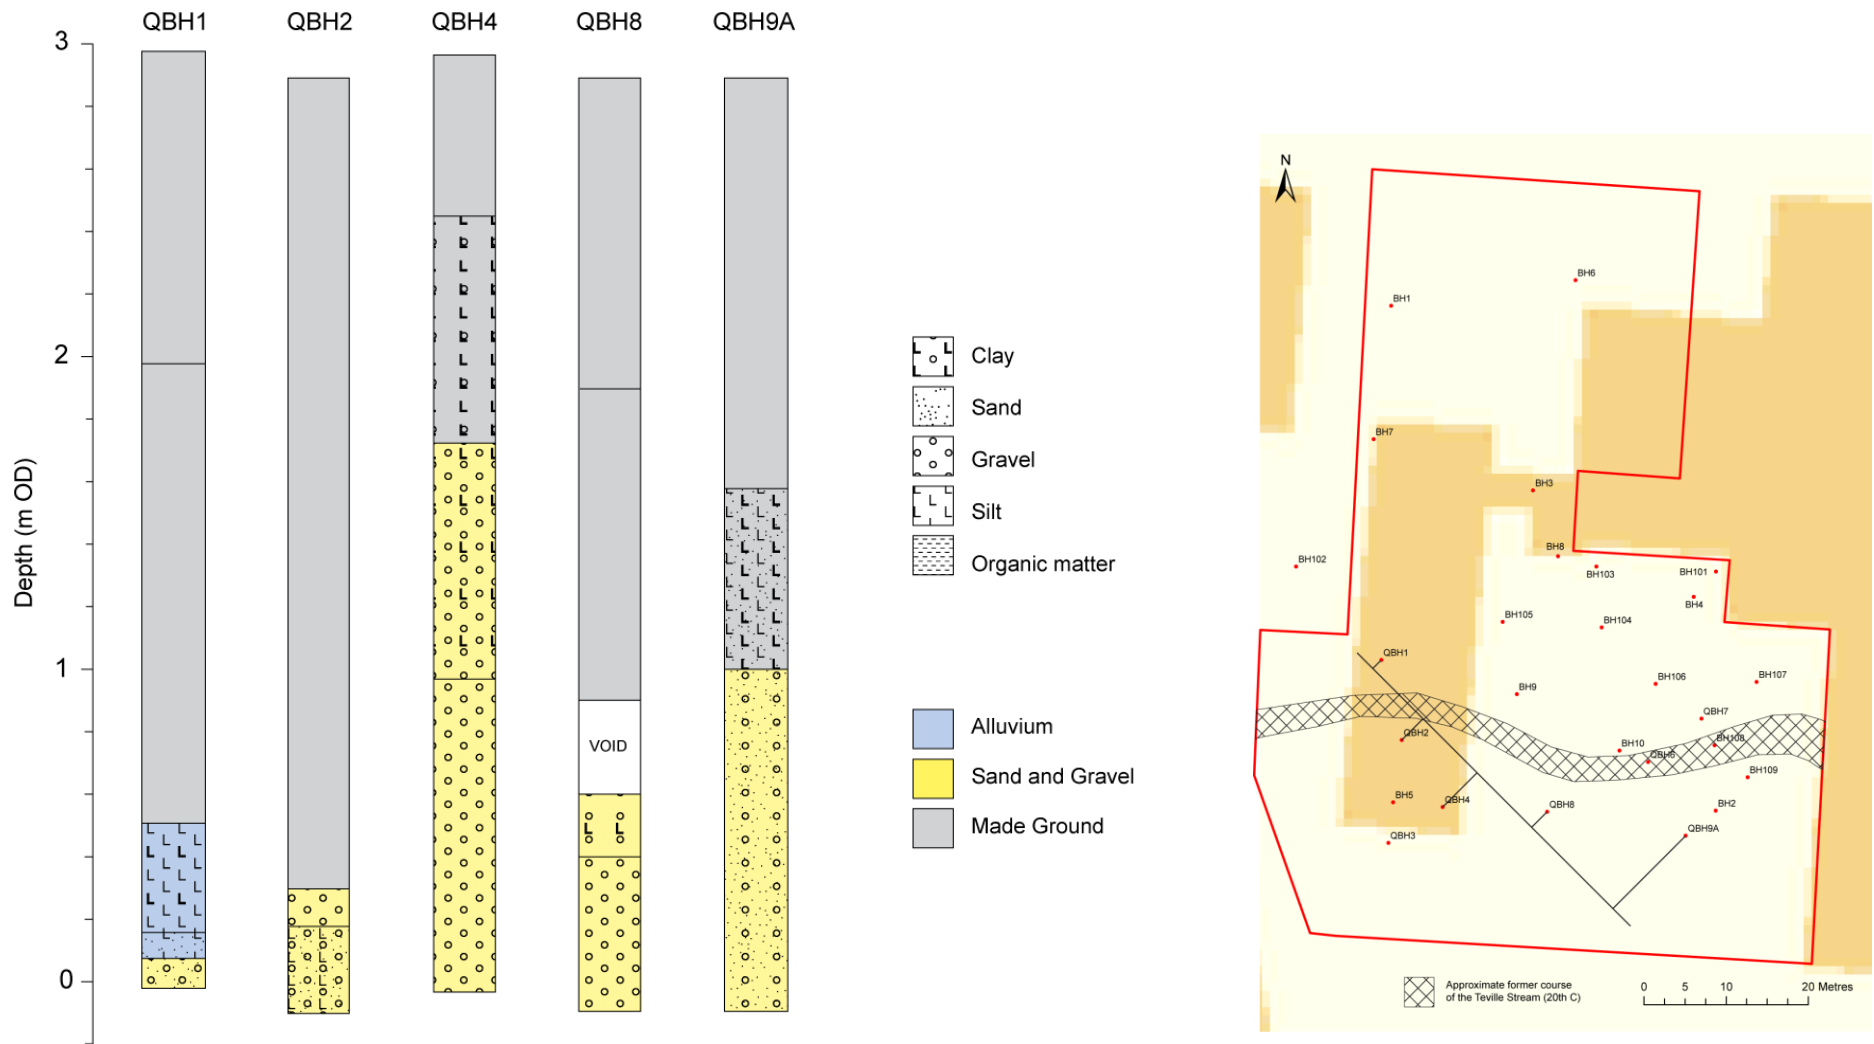 QBH1 QBH2 QBH4 QBH8 QBH9A
3
2
1
0
Depth (m OD)
VOID
Clay
Sand
Gravel
Silt
Organic matter
Alluvium
Sand and Gravel
Made Ground
N
BH6
BH1
BH7
BH3
BH8
BH102
BH103
BH101
BH4
BH105
BH104
QBH1
BH106
BH107
BH9
QBH7
QBH2
BH10
BH108
QBH6
BH109
BH5
QBH4
QBH8
BH2
QBH9A
QBH3
Approximate former course
of the Teville Stream (20th C)
0 5 10 20 Metres